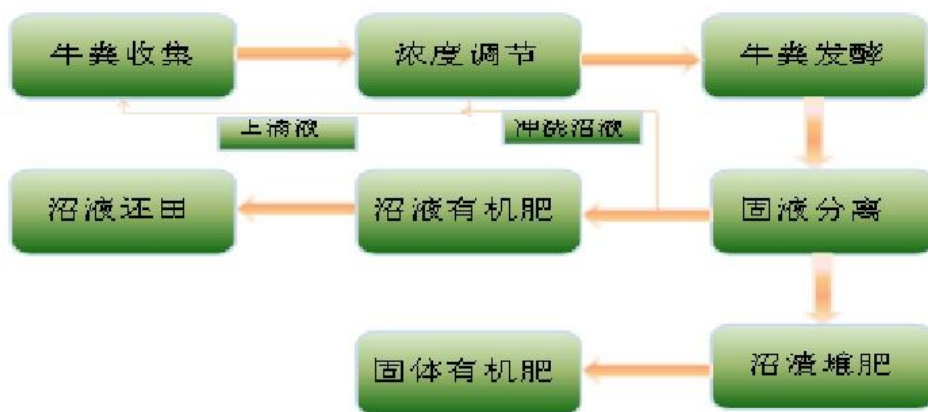 牛粪收集
浓度调节
牛粪发酵
上清液
冲洗沼液
沼液还田
沼液有机肥
固液分离
固体有机肥
沼渣堆肥